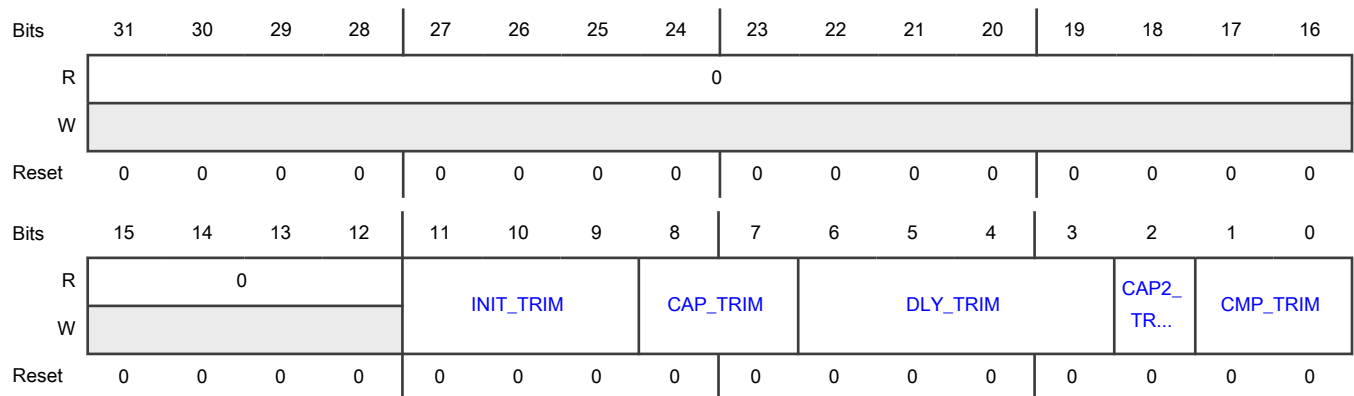 Bits 31 30 29 28 27 26 25 24 23 22 21 20 19 18 17 16
R 0
W
Reset 0 0 0 0 0 0 0 0 0 0 0 0 0 0 0 0
Bits 15 14 13 12 11 10 9 8 7 6 5 4 3 2 1 0
R 0 INIT_TRIM CAP_TRIM DLY_TRIM CAP2_ CMP_TRIM
W TR...
Reset 0 0 0 0 0 0 0 0 0 0 0 0 0 0 0 0